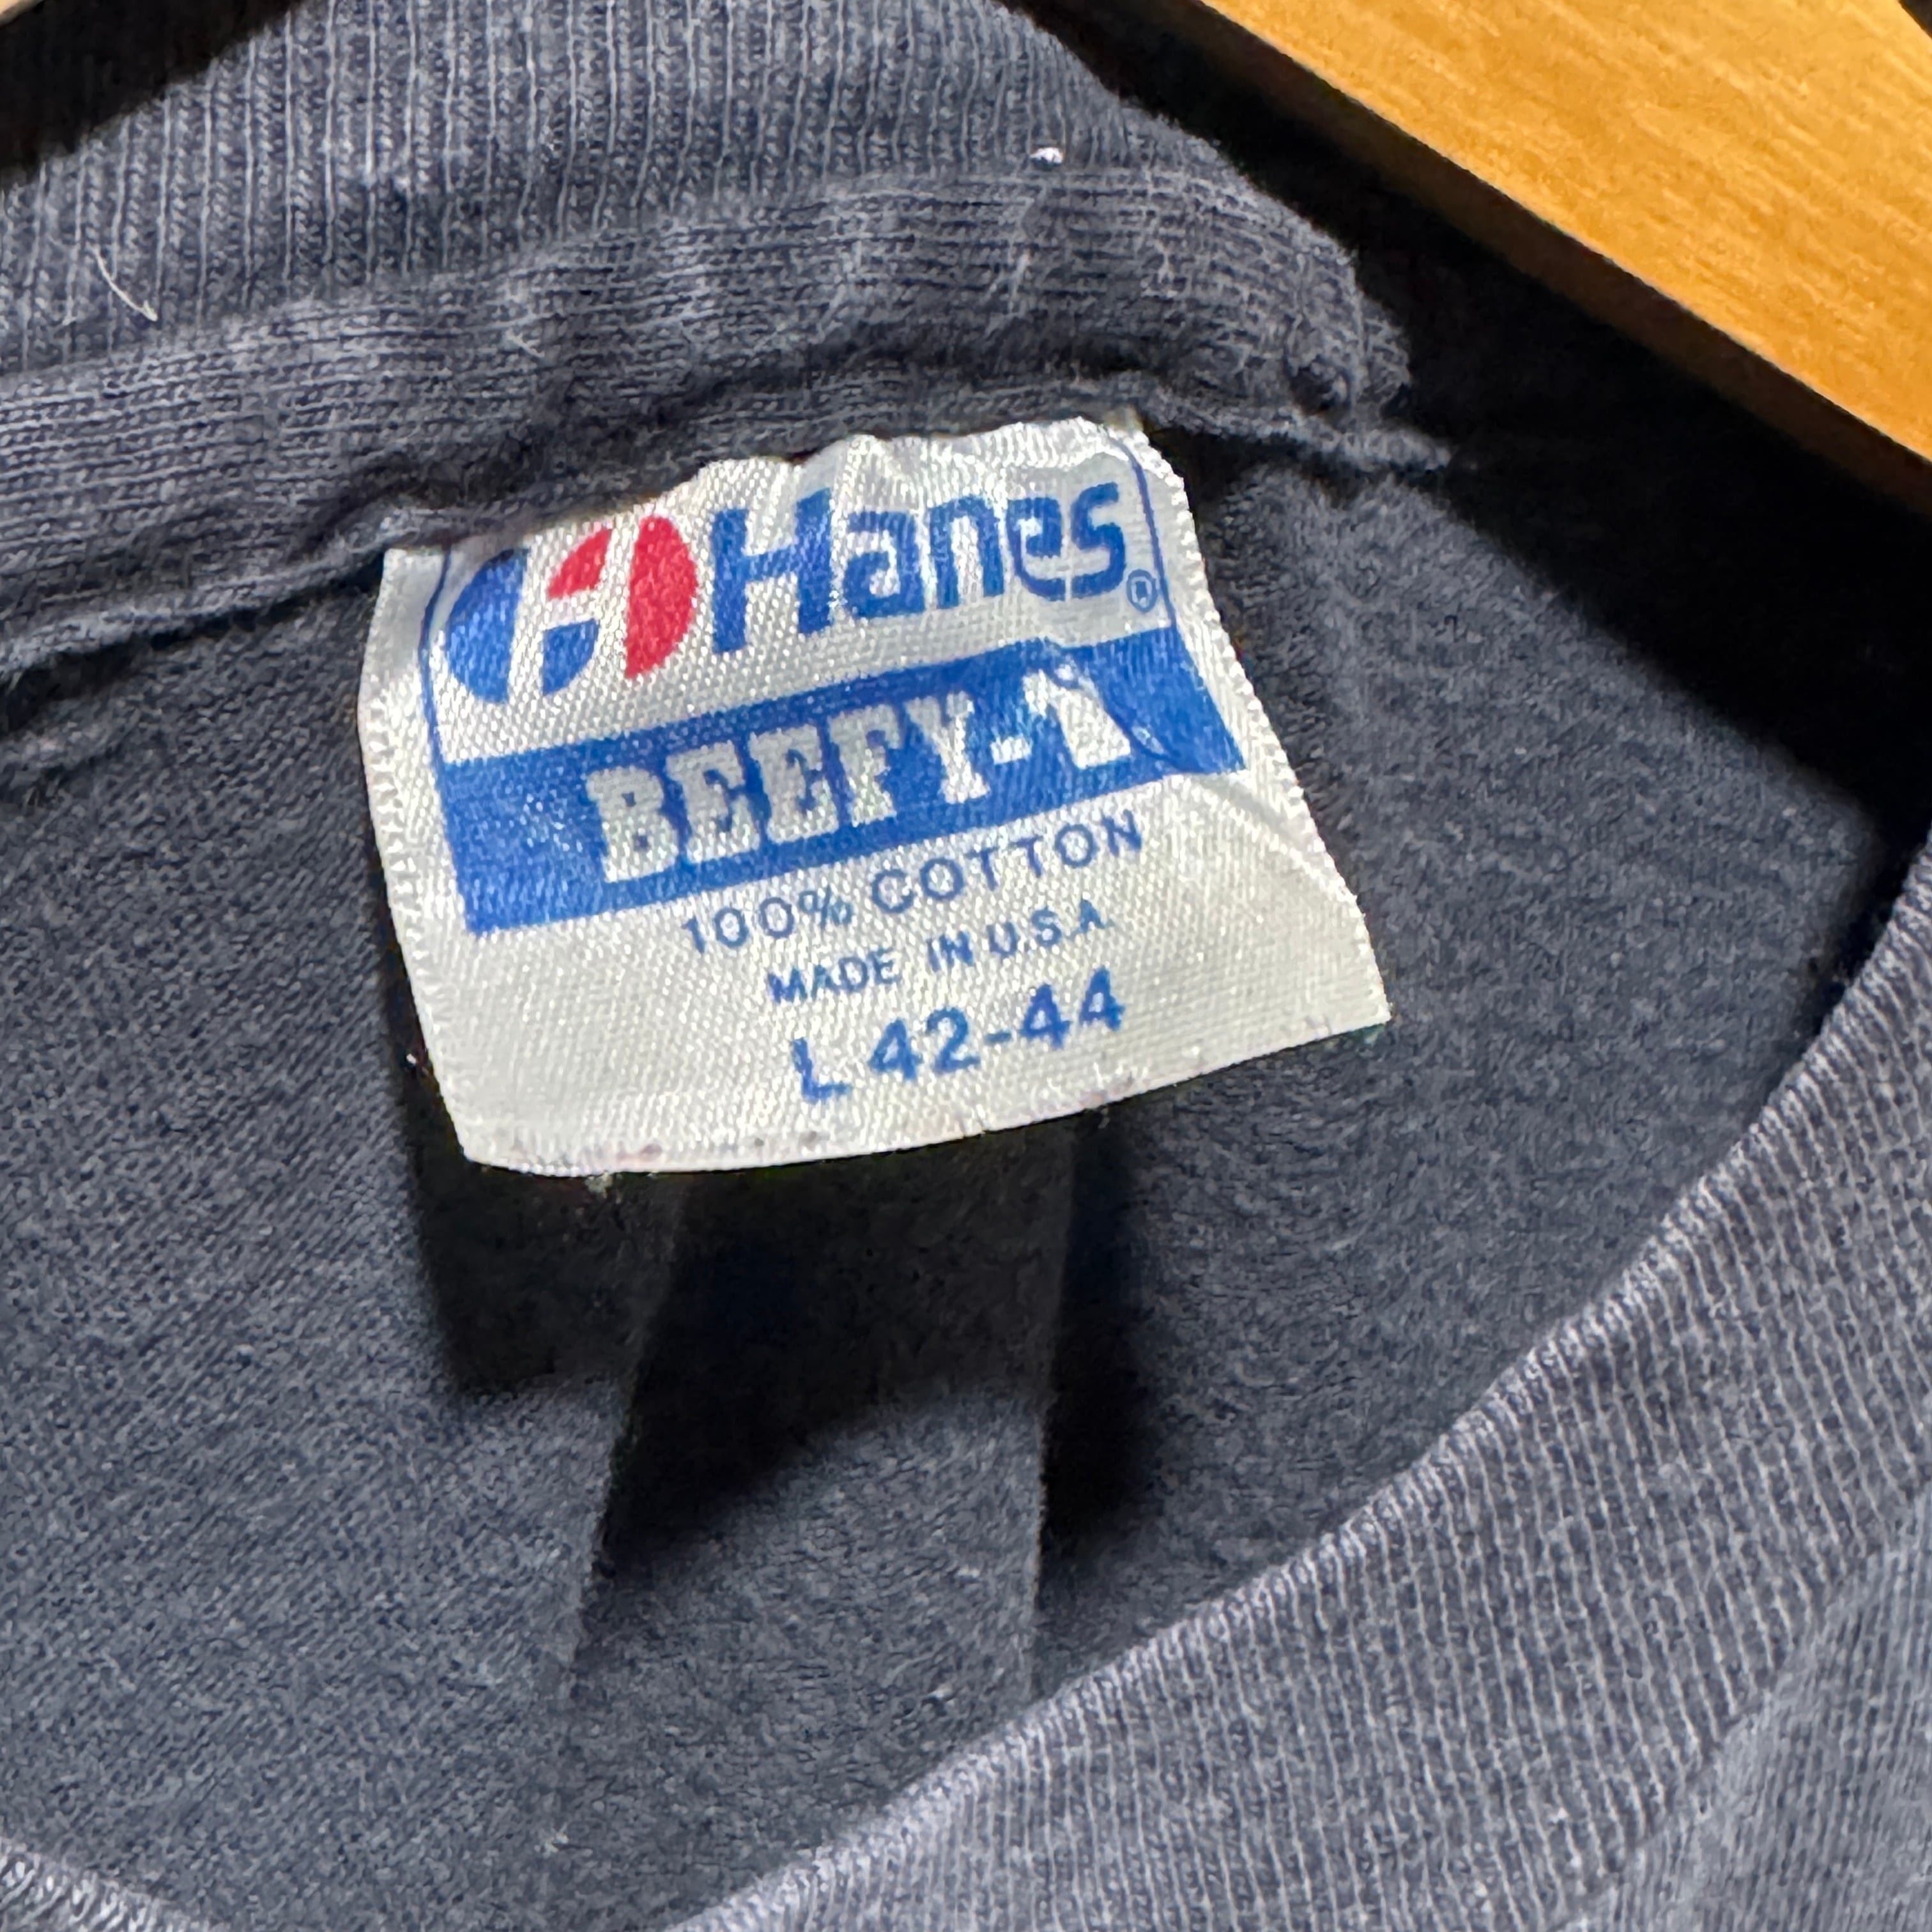 Hanes®
BEEFY-T
100% COTTON
MADE IN U.S.A.
L 42-44